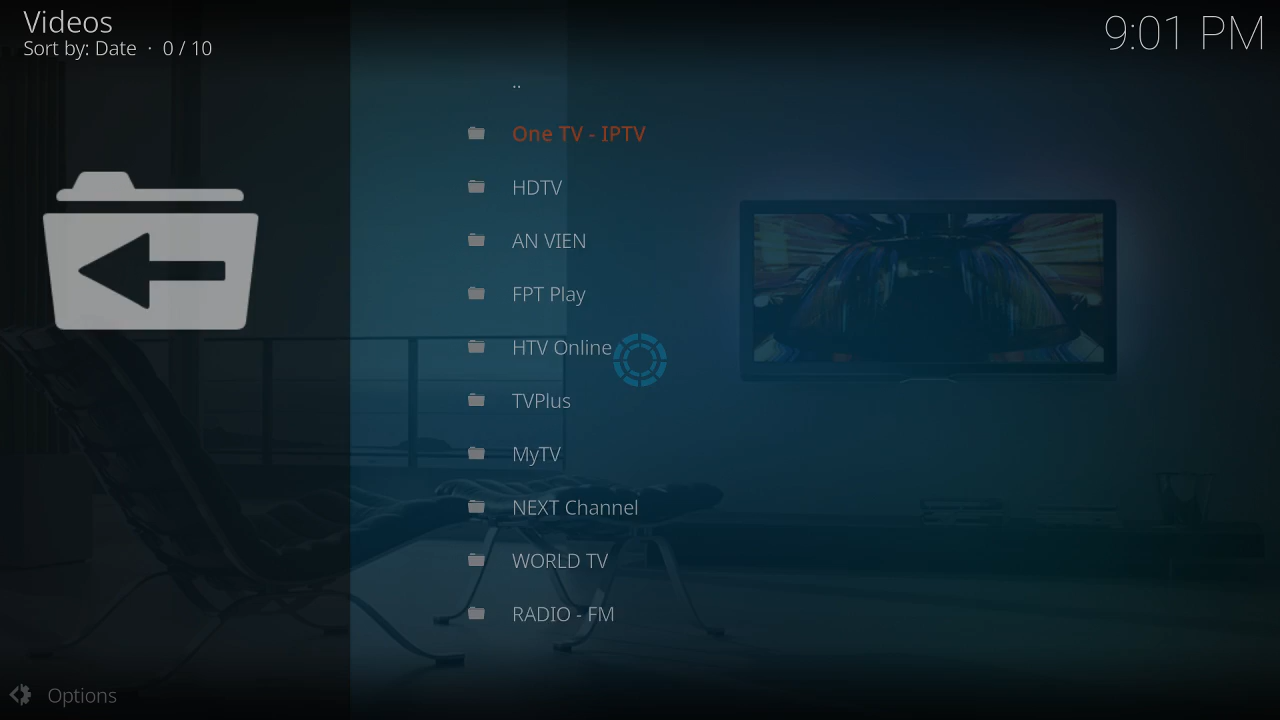 Videos
Sort by: Date · 0 / 10
9:01 PM
..
One TV - IPTV
HDTV
AN VIEN
FPT Play
HTV Online
TVPlus
MyTV
NEXT Channel
WORLD TV
RADIO - FM
Options